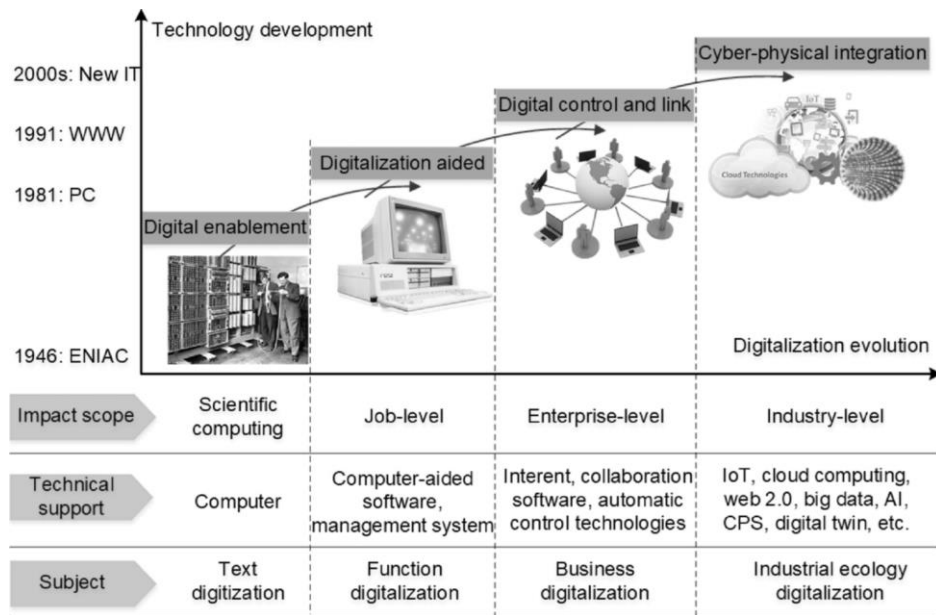 Technology development
2000s: New IT
1991: WWW
1981: PC
1946: ENIAC
Digital enablement
Digitalization aided
Digital control and link
Cyber-physical integration
IoT
Cloud Technologies
Digitalization evolution
Impact scope
Scientific
computing
Job-level
Enterprise-level
Industry-level
Technical
support
Computer
Computer-aided
software,
management system
Interent, collaboration
software, automatic
control technologies
IoT, cloud computing,
web 2.0, big data, AI,
CPS, digital twin, etc.
Subject
Text
digitization
Function
digitalization
Business
digitalization
Industrial ecology
digitalization